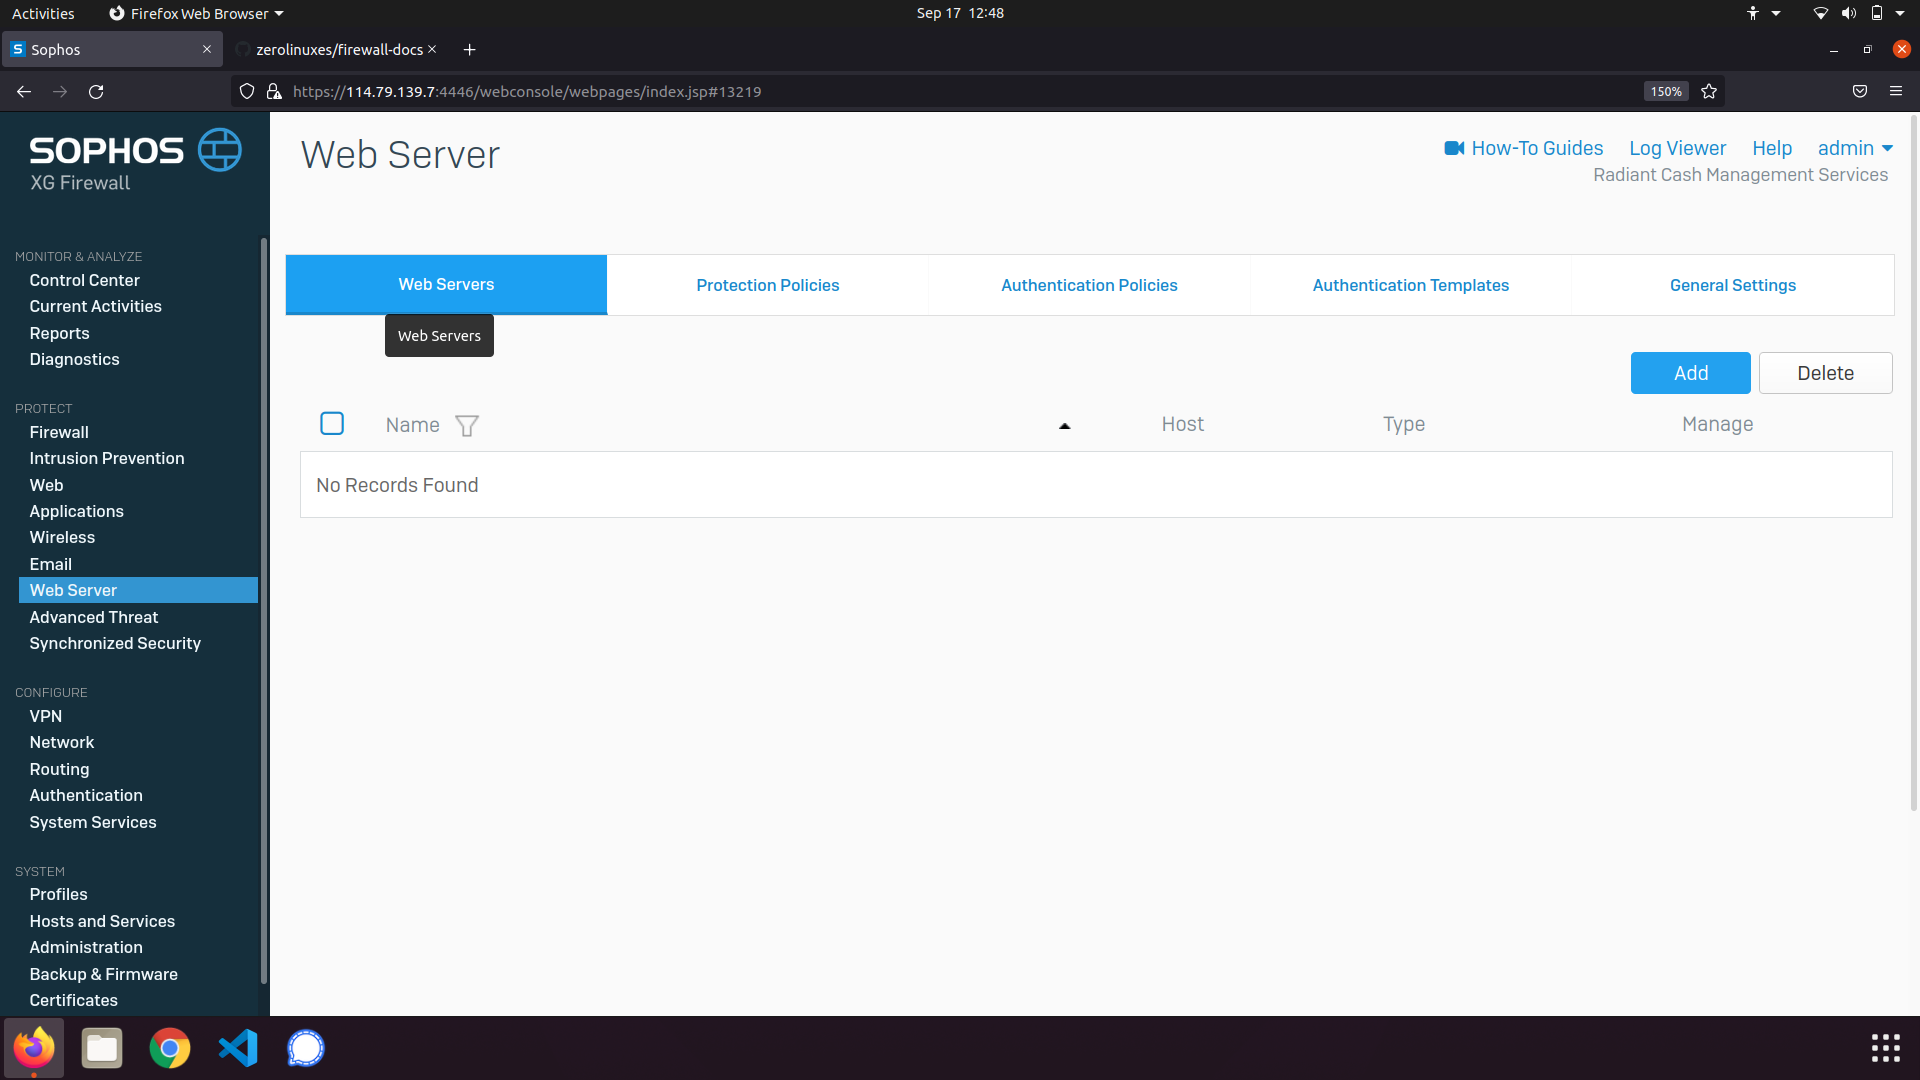 Activities
Firefox Web Browser
Sep 17 12:48
Sophos
zerolinuxes/firewall-docs
https://114.79.139.7:4446/webconsole/webpages/index.jsp#13219
150%
SOPHOS
XG Firewall
Web Server
How-To Guides
Log Viewer
Help
admin
Radiant Cash Management Services
MONITOR & ANALYZE
Control Center
Current Activities
Reports
Diagnostics
PROTECT
Firewall
Intrusion Prevention
Web
Applications
Wireless
Email
Web Server
Advanced Threat
Synchronized Security
CONFIGURE
VPN
Network
Routing
Authentication
System Services
SYSTEM
Profiles
Hosts and Services
Administration
Backup & Firmware
Certificates
Web Servers
Protection Policies
Authentication Policies
Authentication Templates
General Settings
Web Servers
Add
Delete
Name
Host
Type
Manage
No Records Found